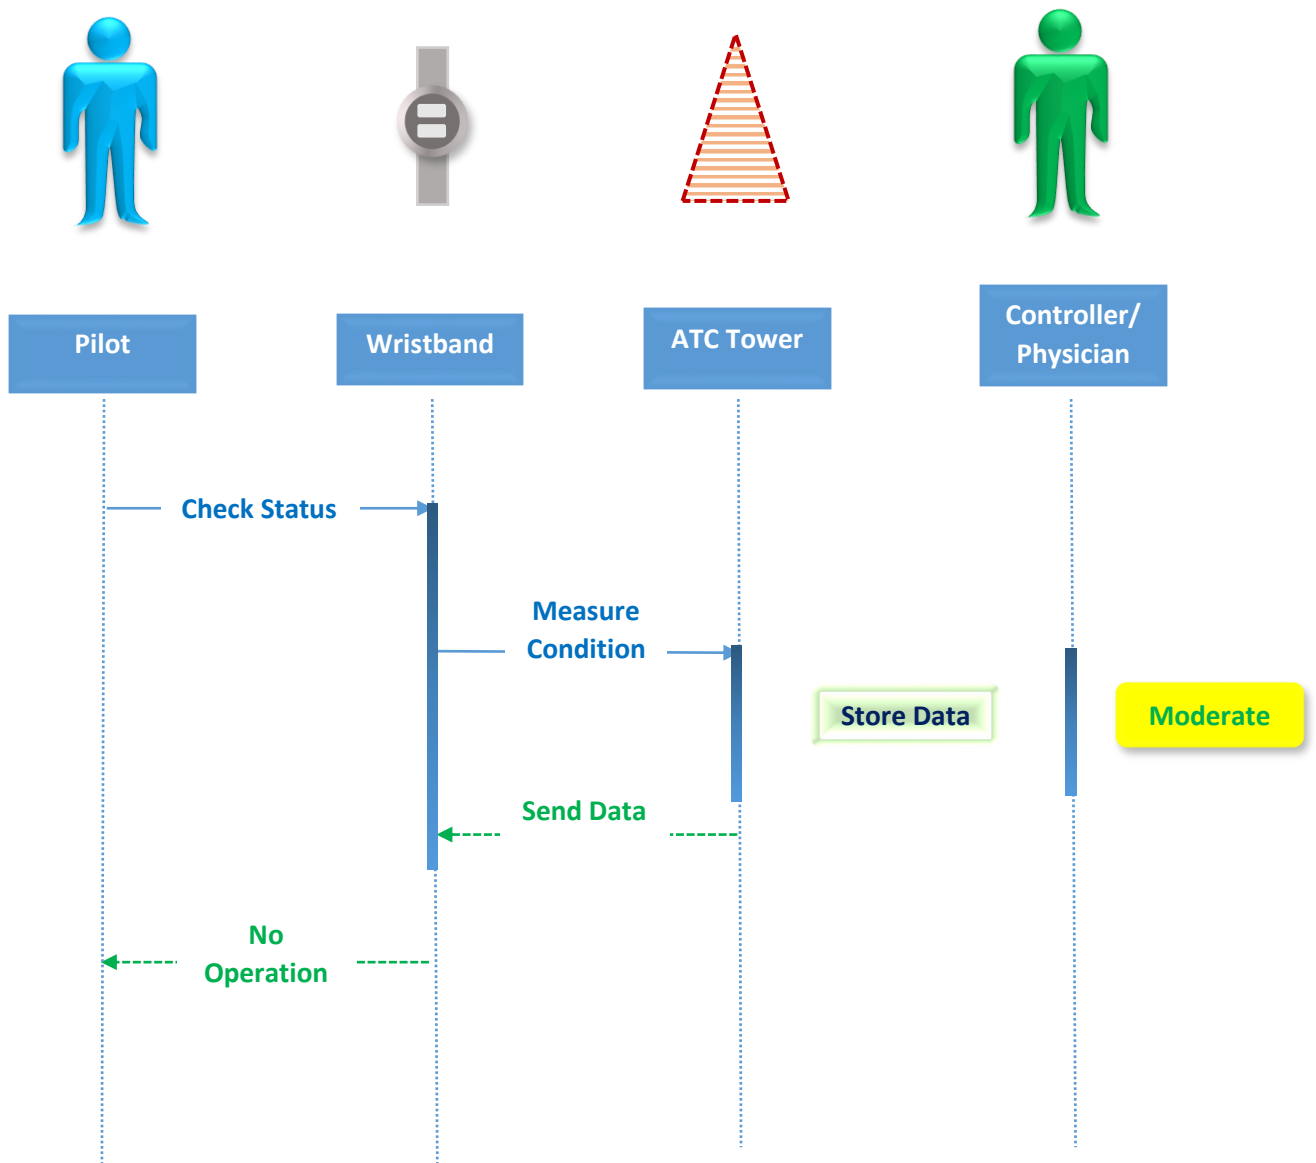 Pilot
Wristband
ATC Tower
Controller/
Physician
Check Status
Measure
Condition
Store Data
Moderate
Send Data
No
Operation